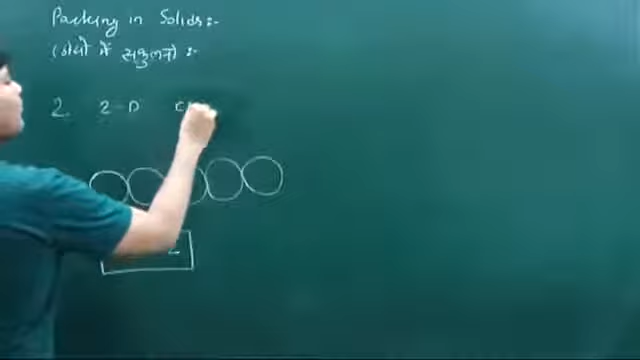 Packing in Solids:-
में संकुलन) :-
2. 2-D